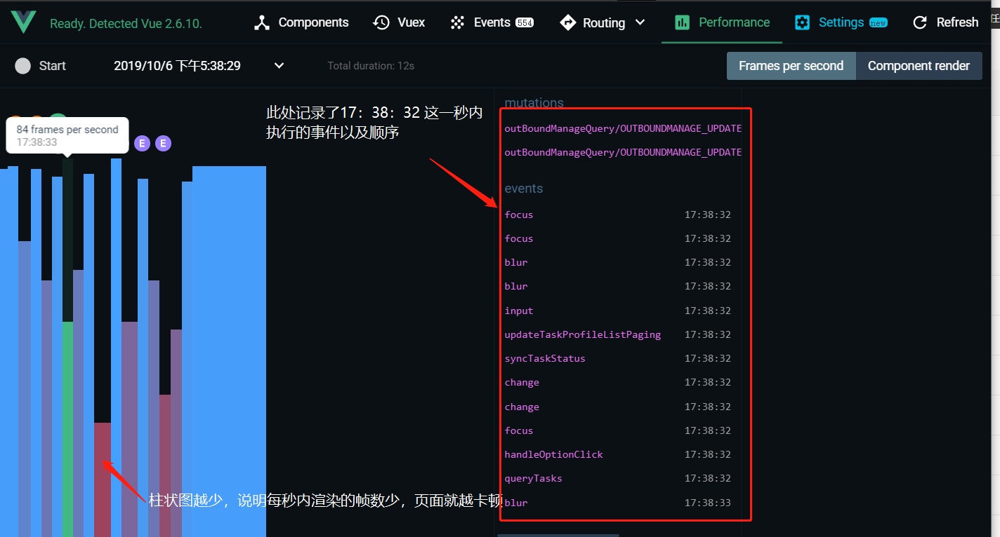 Ready. Detected Vue 2.6.10.
Components
Vuex
Events 554
Routing
Performance
Settings new
Refresh
Start
2019/10/6 下午5:38:29
Total duration: 12s
Frames per second
Component render
84 frames per second
17:38:33
E E
此处记录了17：38：32 这一秒内
执行的事件以及顺序
柱状图越少，说明每秒内渲染的帧数少，页面就越卡顿
mutations
outBoundManageQuery/OUTBOUNDMANAGE_UPDATE
outBoundManageQuery/OUTBOUNDMANAGE_UPDATE
events
focus 17:38:32
focus 17:38:32
blur 17:38:32
blur 17:38:32
input 17:38:32
updateTaskProfileListPaging 17:38:32
syncTaskStatus 17:38:32
change 17:38:32
change 17:38:32
focus 17:38:32
handleOptionClick 17:38:32
queryTasks 17:38:32
blur 17:38:33